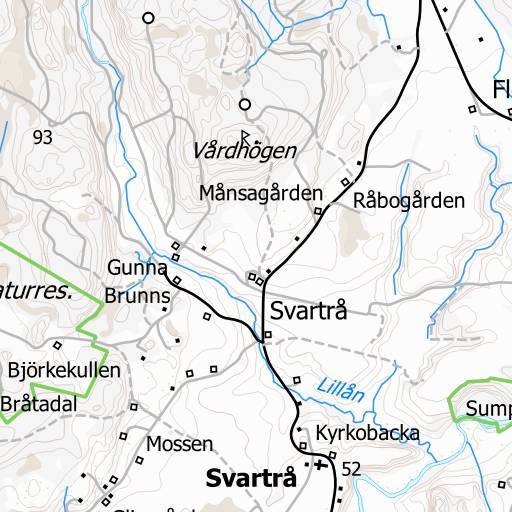 Fl
93
Vårdhögen
Månsagården
Råbogården
Gunna
Brunns
aturres.
Svartrå
Björkekullen
Lillån
Bråtadal
Sump
Kyrkobacka
Mossen
Svartrå
52